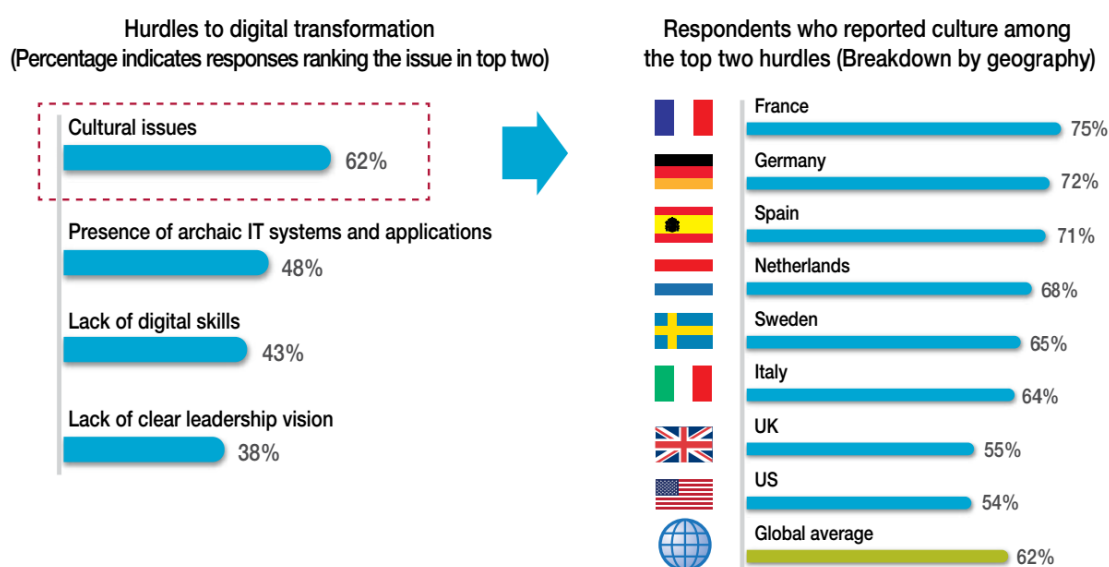 Hurdles to digital transformation
(Percentage indicates responses ranking the issue in top two)
Cultural issues
62%
Presence of archaic IT systems and applications
48%
Lack of digital skills
43%
Lack of clear leadership vision
38%
Respondents who reported culture among
the top two hurdles (Breakdown by geography)
France
75%
Germany
72%
Spain
71%
Netherlands
68%
Sweden
65%
Italy
64%
UK
55%
US
54%
Global average
62%